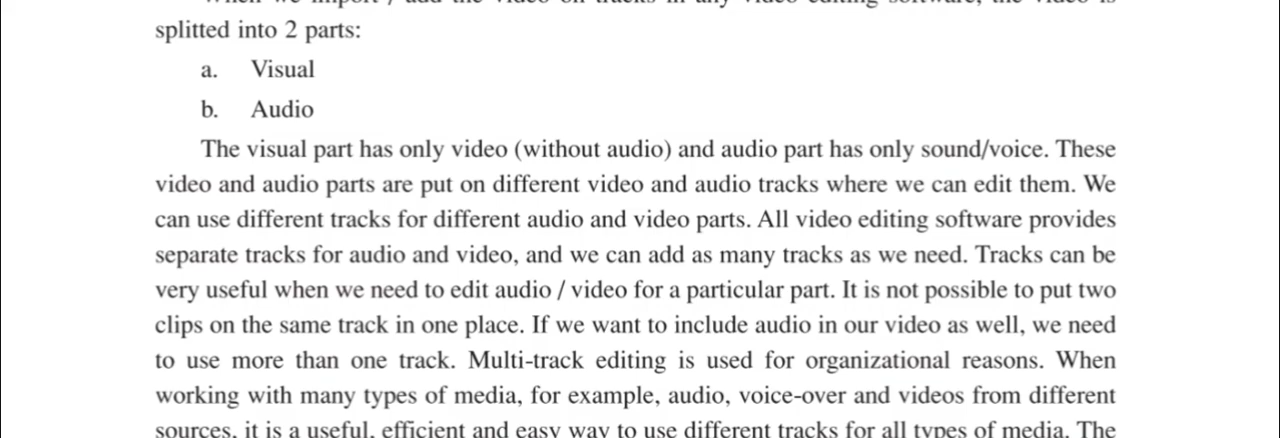 splitted into 2 parts:
a. Visual
b. Audio
The visual part has only video (without audio) and audio part has only sound/voice. These
video and audio parts are put on different video and audio tracks where we can edit them. We
can use different tracks for different audio and video parts. All video editing software provides
separate tracks for audio and video, and we can add as many tracks as we need. Tracks can be
very useful when we need to edit audio / video for a particular part. It is not possible to put two
clips on the same track in one place. If we want to include audio in our video as well, we need
to use more than one track. Multi-track editing is used for organizational reasons. When
working with many types of media, for example, audio, voice-over and videos from different
sources, it is a useful, efficient and easy way to use different tracks for all types of media. The